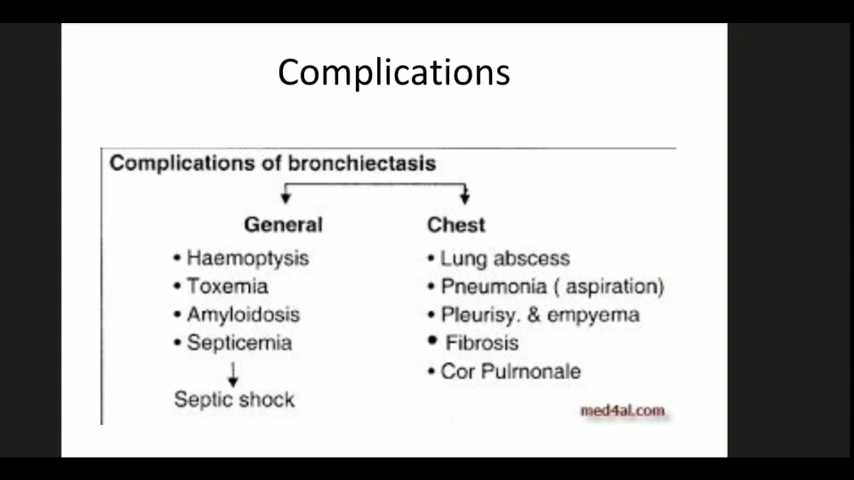 Complications
Complications of bronchiectasis
General
• Haemoptysis
• Toxemia
• Amyloidosis
• Septicemia
Septic shock
Chest
• Lung abscess
• Pneumonia ( aspiration)
• Pleurisy. & empyema
• Fibrosis
• Cor Pulmonale
med4al.com